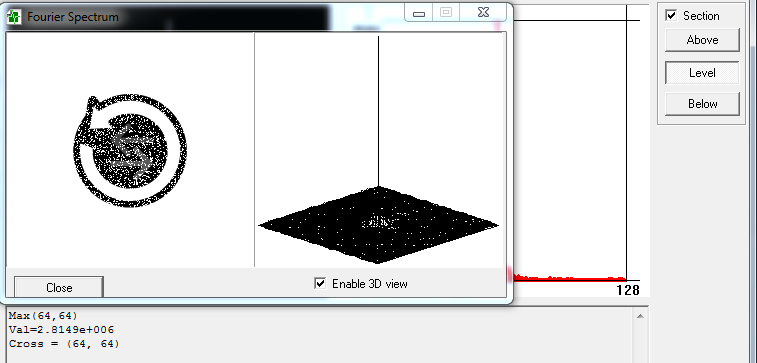 Fourier Spectrum
Section
Above
Level
Below
Close
Enable 3D view
128
Max(64,64)
Val=2.8149e+006
Cross = (64, 64)